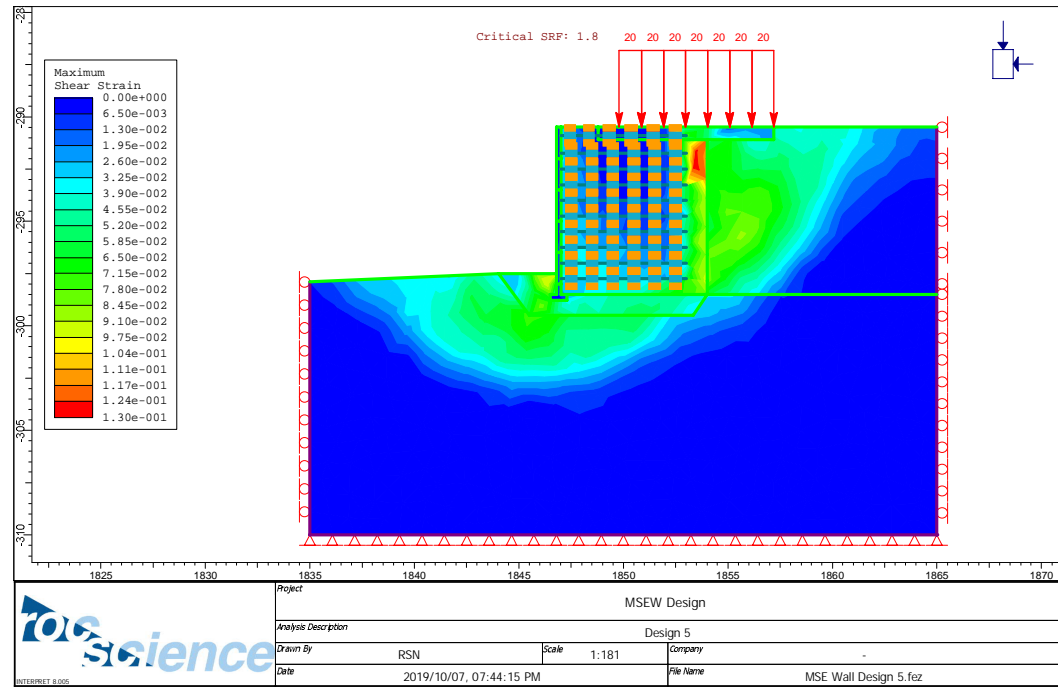 Critical SRF: 1.8
20 20 20 20 20 20 20
Maximum
Shear Strain
0.00e+000
6.50e-003
1.30e-002
1.95e-002
2.60e-002
3.25e-002
3.90e-002
4.55e-002
5.20e-002
5.85e-002
6.50e-002
7.15e-002
7.80e-002
8.45e-002
9.10e-002
9.75e-002
1.04e-001
1.11e-001
1.17e-001
1.24e-001
1.30e-001
-290
-295
-300
-305
-310
1825 1830 1835 1840 1845 1850 1855 1860 1865 1870
rocscience
INTERPRET 8.005
Project
MSEW Design
Analysis Description
Design 5
Drawn By
RSN
Scale
1:181
Company
-
Date
2019/10/07, 07:44:15 PM
File Name
MSE Wall Design 5.fez